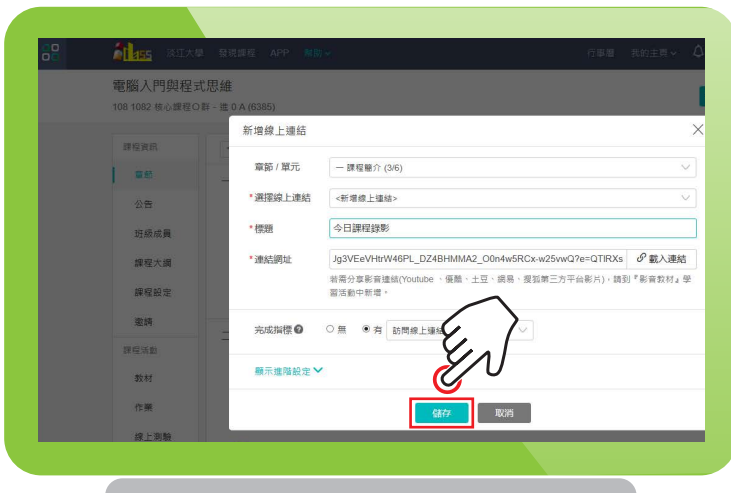 iClass 淡江大學 發現課程 APP 幫助 行事曆 我的主頁
電腦入門與程式思維
108 1082 核心課程O群 - 進 0 A (6385)
新增線上連結
課程資訊
章節 / 單元 一 課程簡介 (3/6)
章節
* 選擇線上連結 <新增線上連結>
公告
* 標題 今日課程錄影
班級成員
* 連結網址 Jg3VEeVHtrW46PL_DZ4BHMMA2_O0n4w5RCx-w25vwQ?e=QTlRXs 載入連結
課程大綱
若需分享影音連結(Youtube、優酷、土豆、網易、搜狐第三方平台影片),請到『影音教材』學
習活動中新增。
課程設定
邀請
完成指標 無 有 訪問線上連結
課程活動
顯示進階設定
教材
作業
儲存 取消
線上測驗